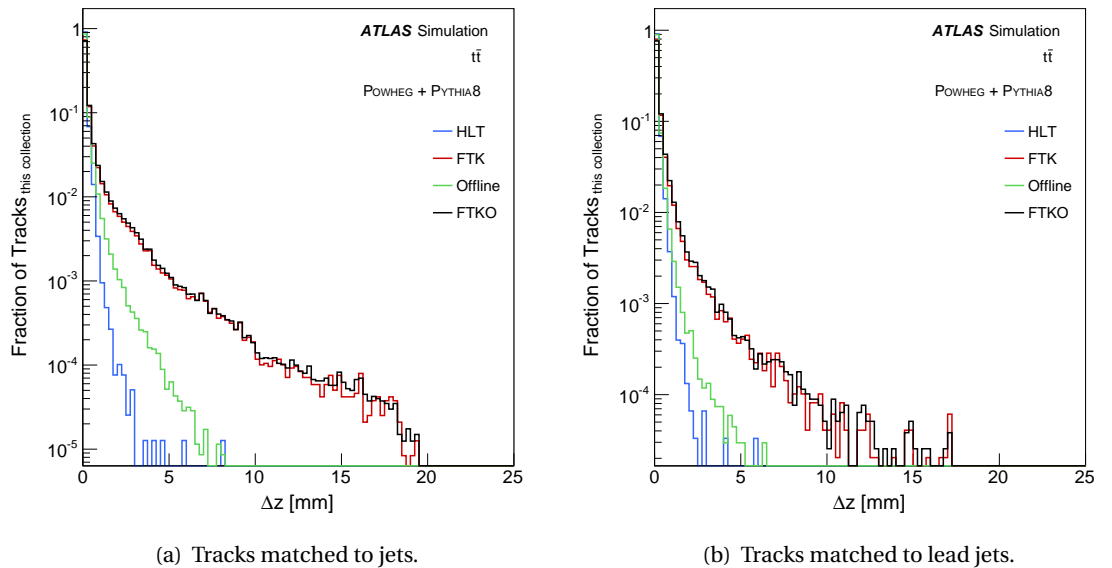 ATLAS Simulation
tt̄
POWHEG + PYTHIA8
HLT
FTK
Offline
FTKO
1
10⁻¹
10⁻²
10⁻³
10⁻⁴
10⁻⁵
Fraction of Tracks this collection
0 5 10 15 20 25
Δz [mm]
(a) Tracks matched to jets.
ATLAS Simulation
tt̄
POWHEG + PYTHIA8
HLT
FTK
Offline
FTKO
1
10⁻¹
10⁻²
10⁻³
10⁻⁴
Fraction of Tracks this collection
0 5 10 15 20 25
Δz [mm]
(b) Tracks matched to lead jets.